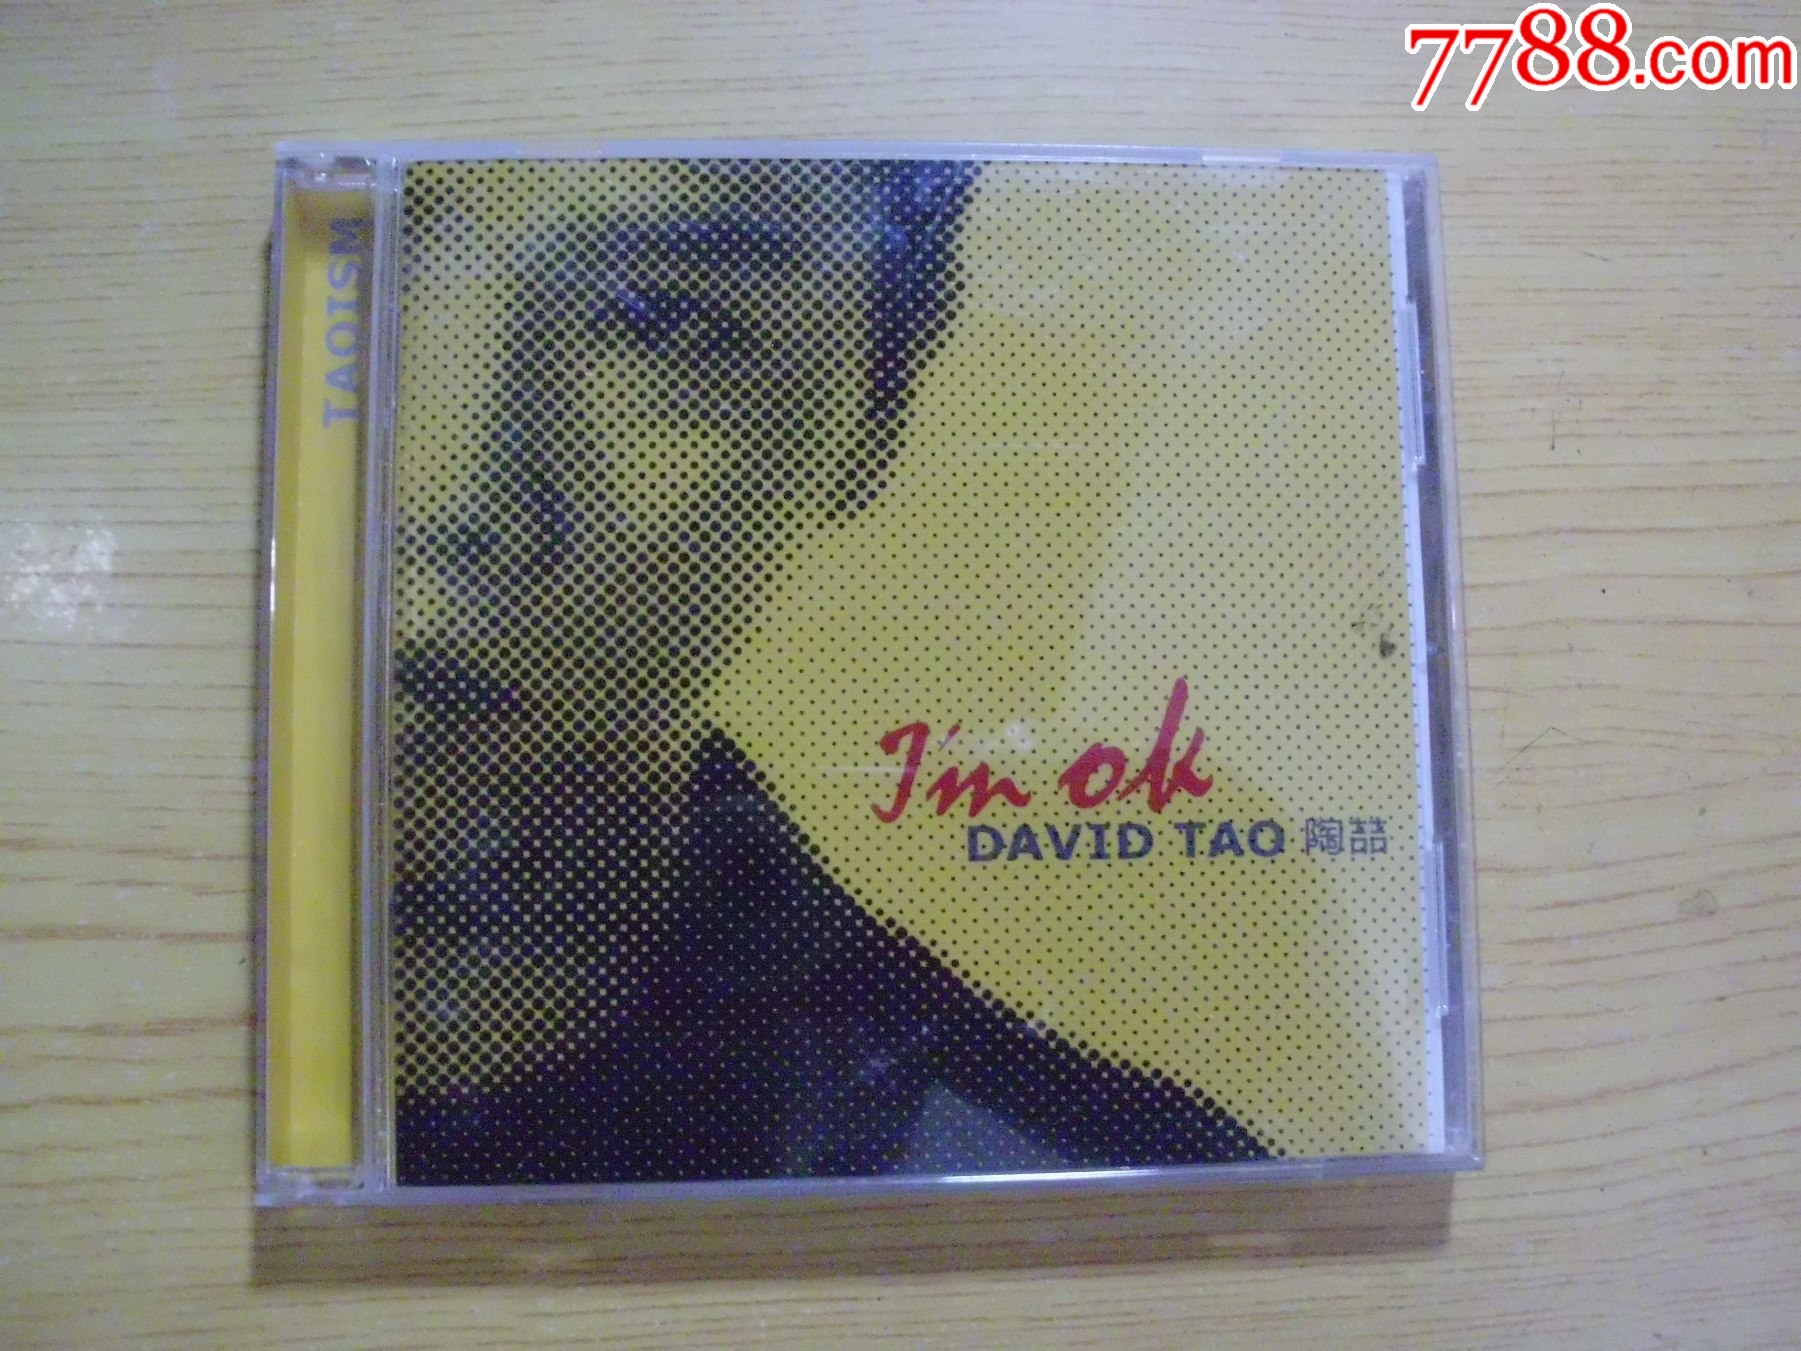 7788.com
TAOISM
I'm ok
DAVID TAO 陶喆